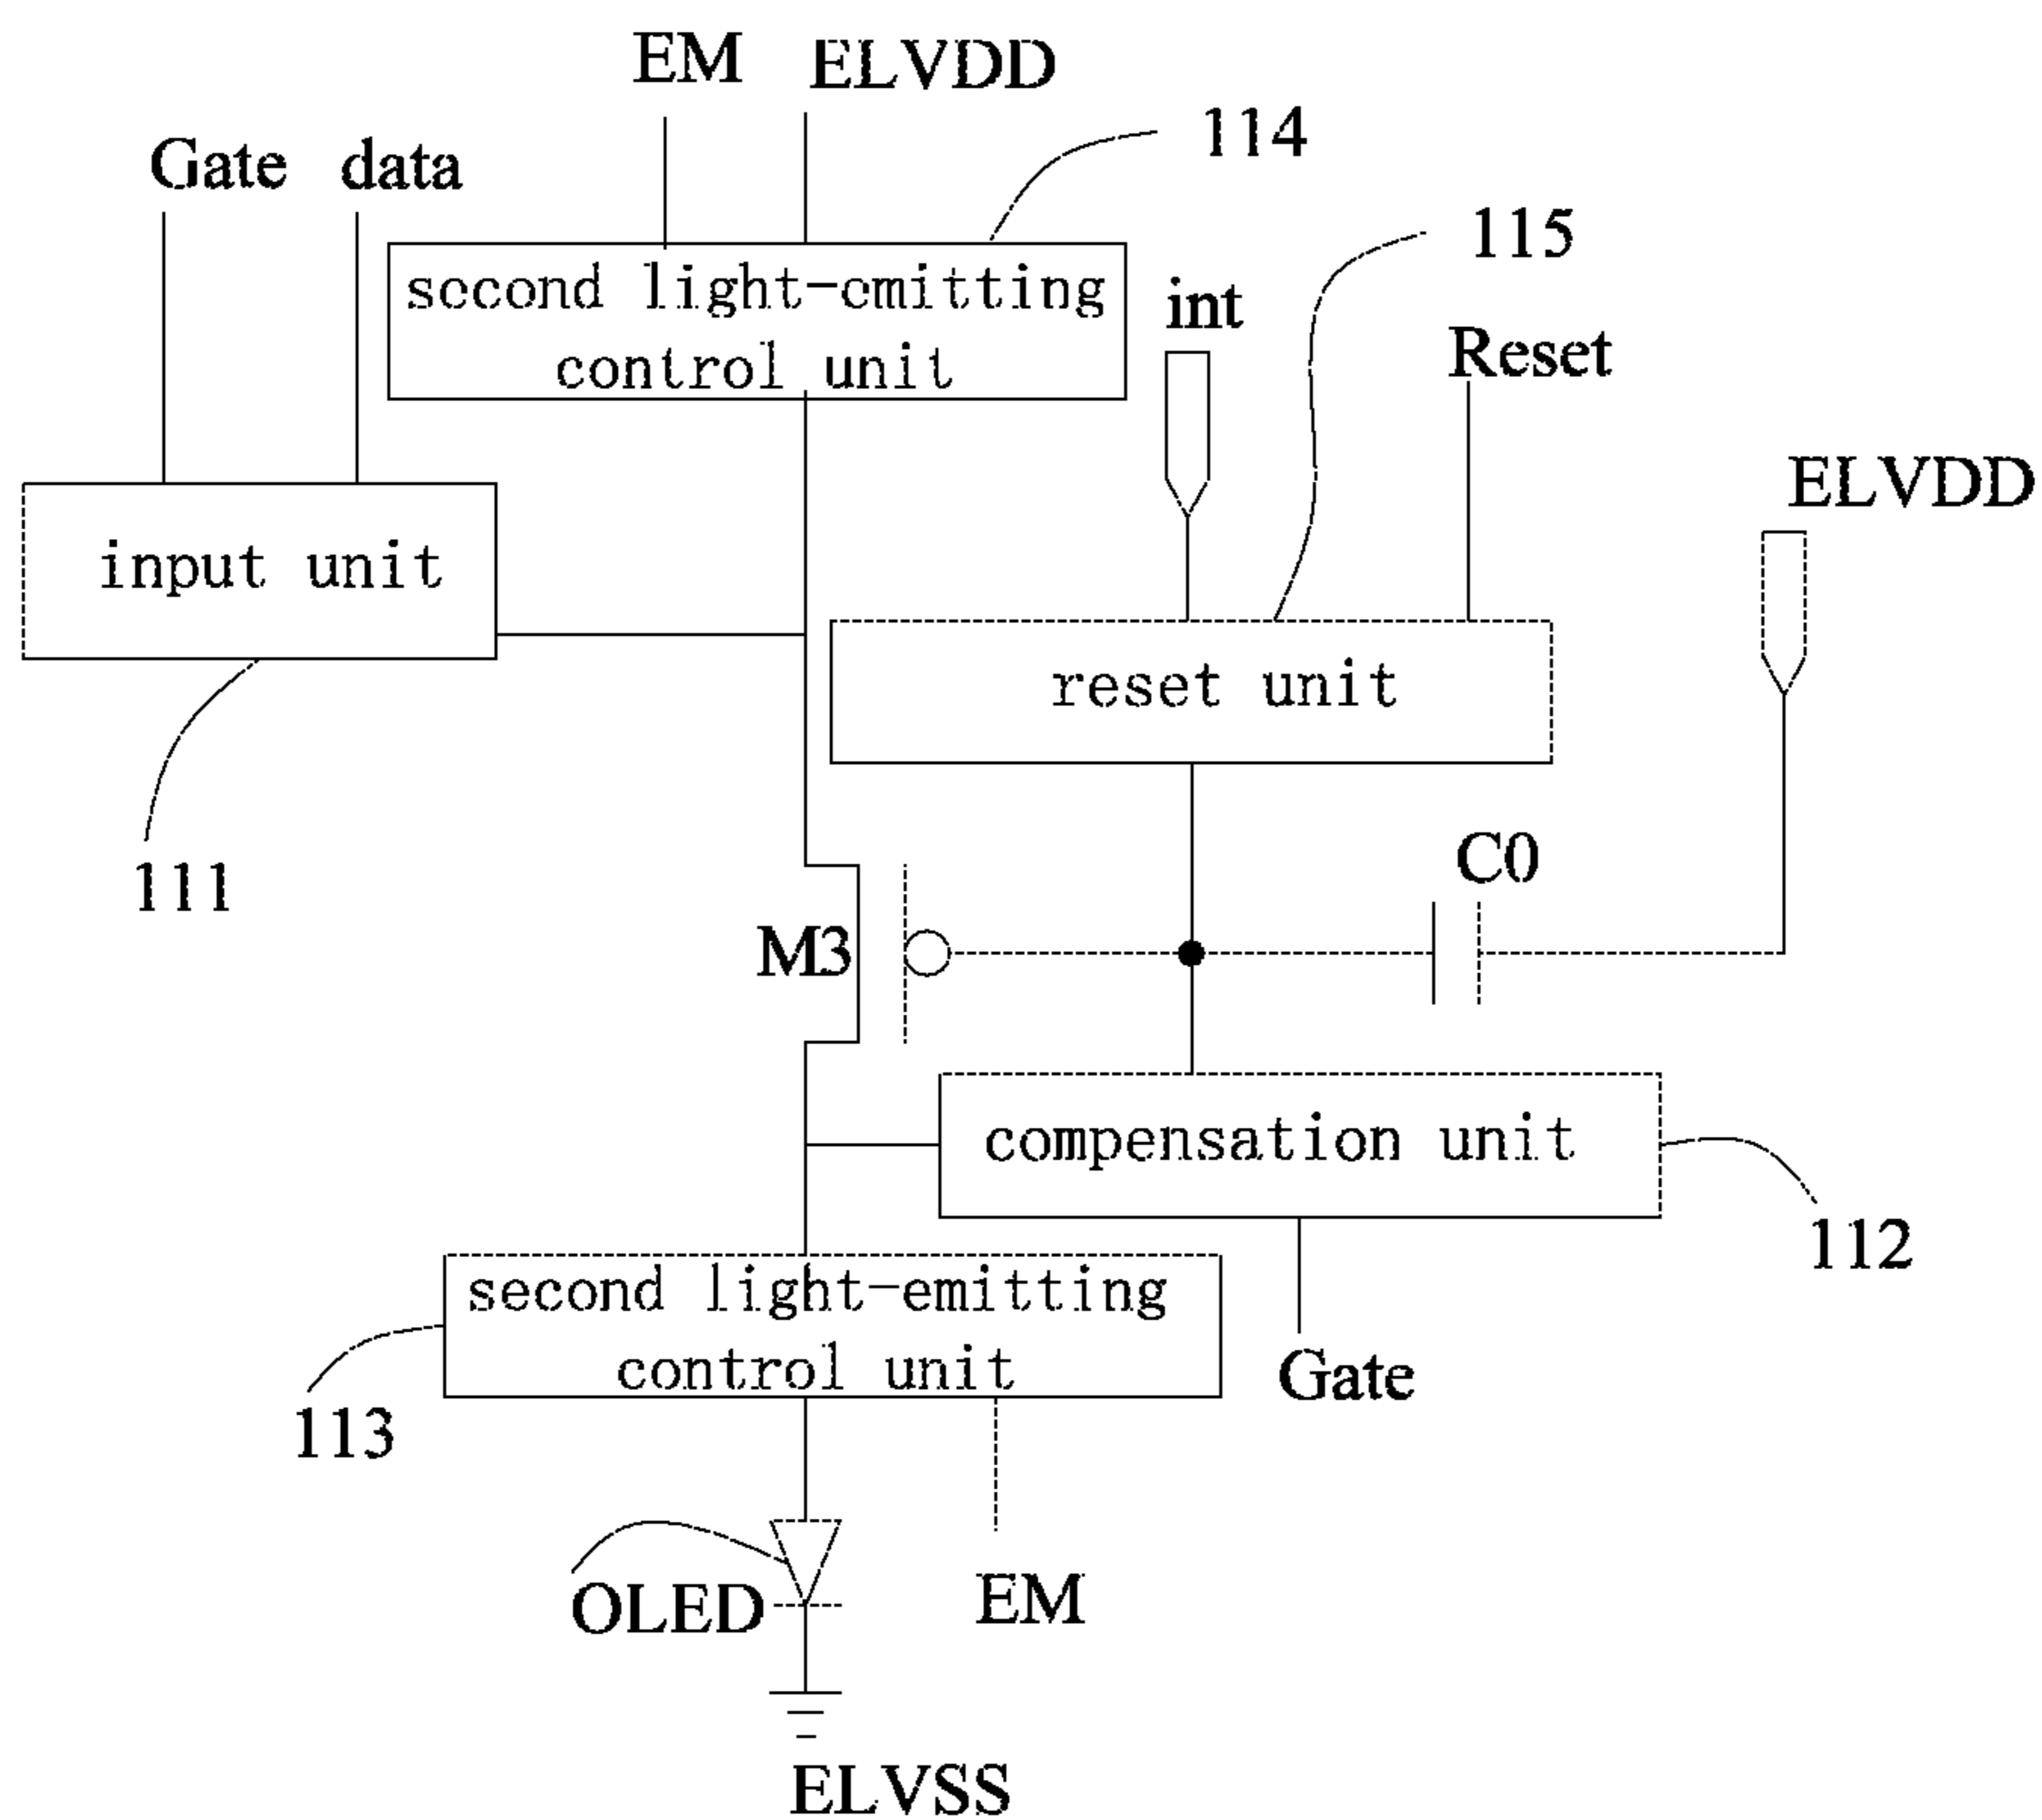 EM ELVDD
114
Gate data
115
second light-emitting
control unit
int
Reset
ELVDD
input unit
reset unit
C0
111
M3
compensation unit
112
second light-emitting
control unit
Gate
113
OLED
EM
ELVSS